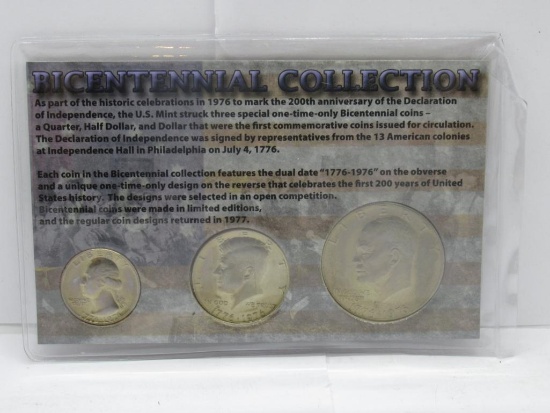 BICENTENNIAL COLLECTION
As part of the historic celebrations in 1976 to mark the 200th anniversary of the Declaration
of Independence, the U.S. Mint struck three special one-time-only Bicentennial coins –
a Quarter, Half Dollar, and Dollar that were the first commemorative coins issued for circulation.
The Declaration of Independence was signed by representatives from the 13 American colonies
at Independence Hall in Philadelphia on July 4, 1776.
Each coin in the Bicentennial collection features the dual date "1776-1976" on the obverse
and a unique one-time-only design on the reverse that celebrates the first 200 years of United
States history. The designs were selected in an open competition.
Bicentennial coins were made in limited editions,
and the regular coin designs returned in 1977.
1776-1976